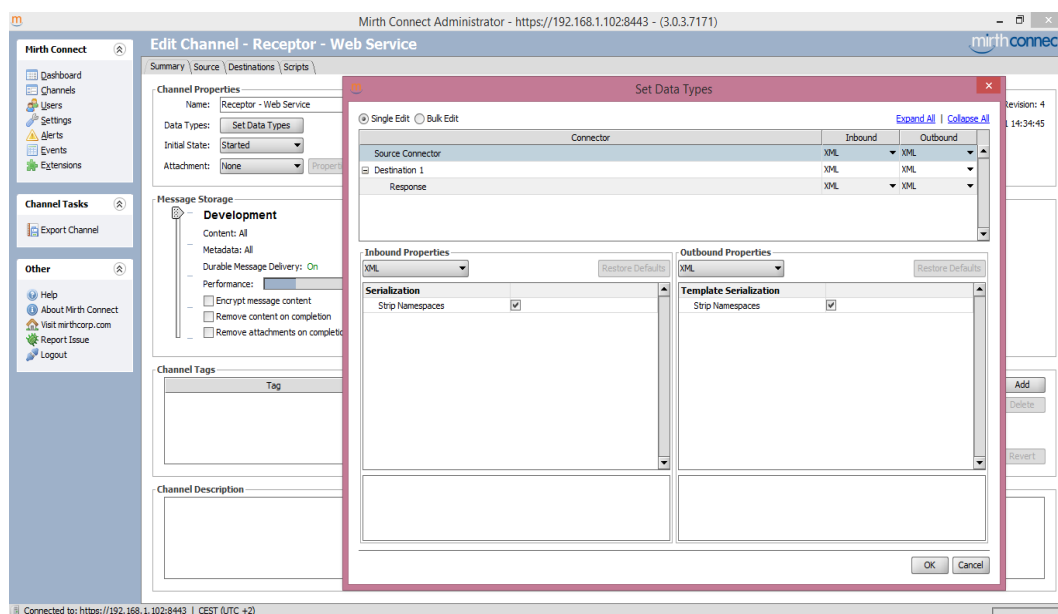 Mirth Connect Administrator - https://192.168.1.102:8443 - (3.0.3.7171)
Mirth Connect
Dashboard
Channels
Users
Settings
Alerts
Events
Extensions
Channel Tasks
Export Channel
Other
Help
About Mirth Connect
Visit mirthcorp.com
Report Issue
Logout
Edit Channel - Receptor - Web Service
mirthconnec
Summary Source Destinations Scripts
Channel Properties
Name: Receptor - Web Service
Revision: 4
Data Types: Set Data Types
14:34:45
Initial State: Started
Attachment: None Properti
Message Storage
Development
Content: All
Metadata: All
Durable Message Delivery: On
Performance:
Encrypt message content
Remove content on completion
Remove attachments on completic
Channel Tags
Tag
Add
Delete
Revert
Channel Description
Set Data Types
Single Edit Bulk Edit Expand All | Collapse All
Connector Inbound Outbound
Source Connector XML XML
Destination 1 XML XML
Response XML XML
Inbound Properties
XML Restore Defaults
Serialization
Strip Namespaces
Outbound Properties
XML Restore Defaults
Template Serialization
Strip Namespaces
OK Cancel
Connected to: https://192.168.1.102:8443 | CEST (UTC +2)